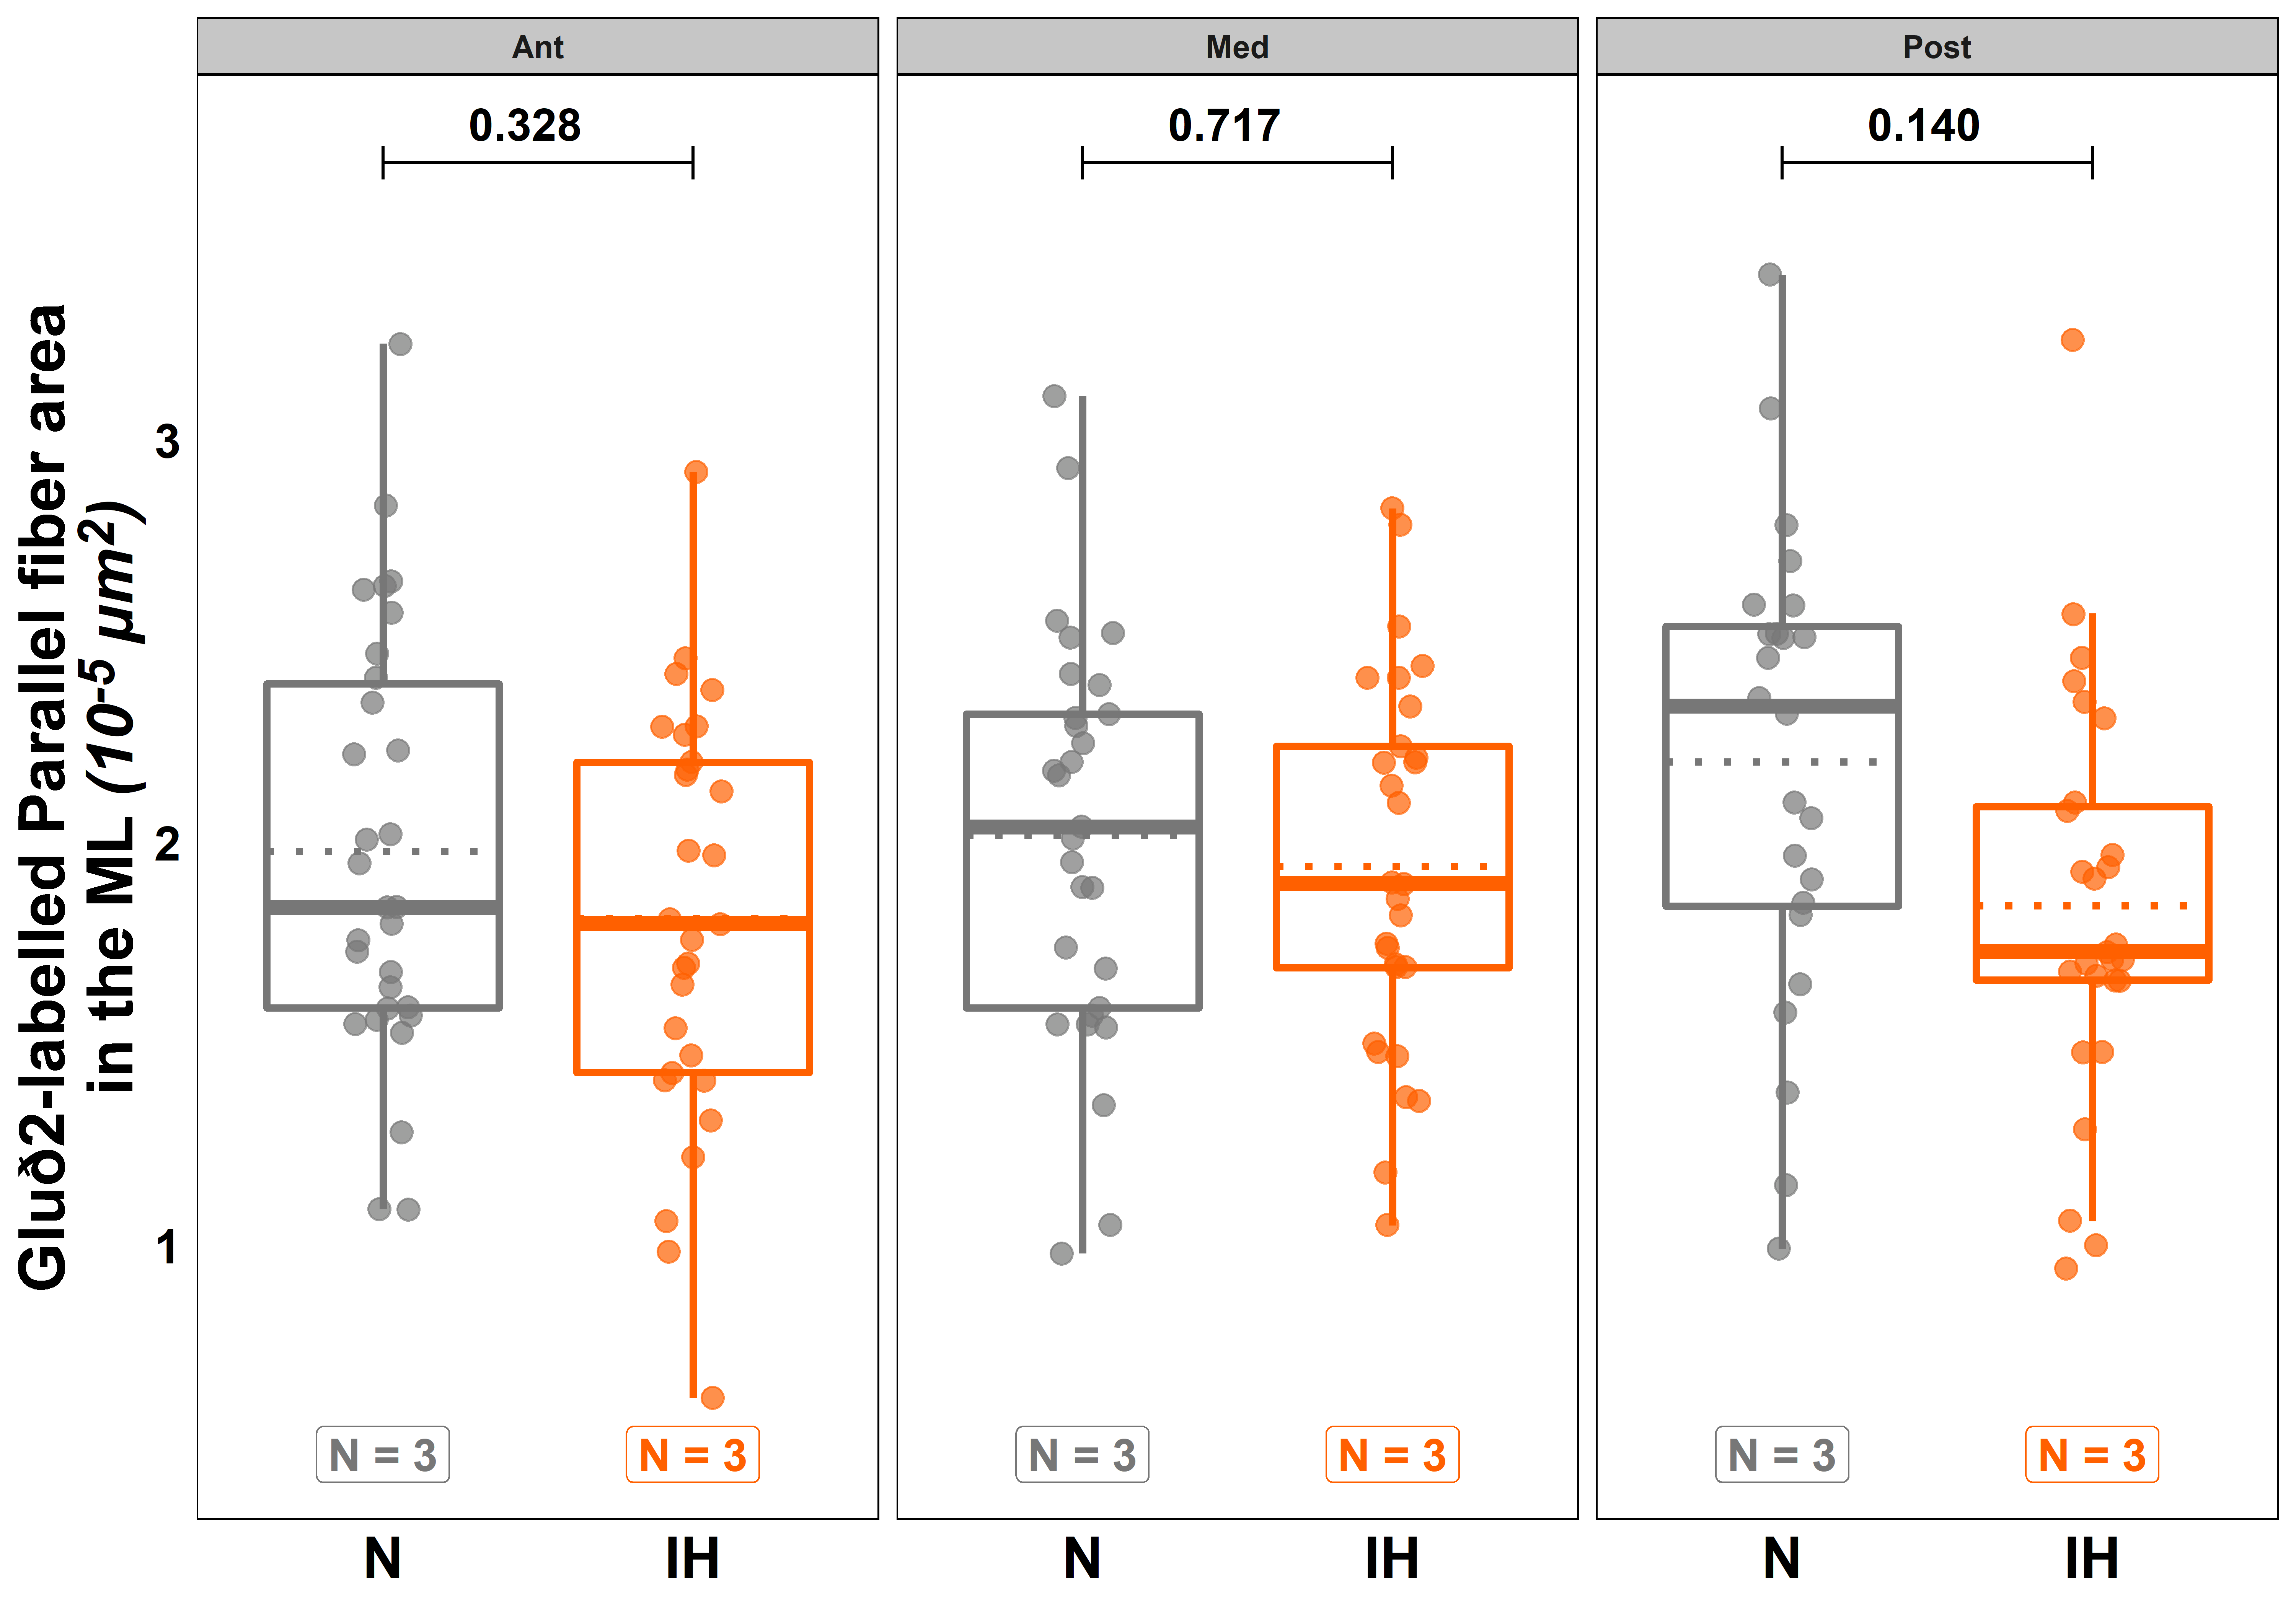 Ant
Med
Post
0.328
0.717
0.140
Gluð2-labelled Parallel fiber area
in the ML (10⁻⁵ µm²)
3
2
1
N = 3
N = 3
N = 3
N = 3
N = 3
N = 3
N
IH
N
IH
N
IH